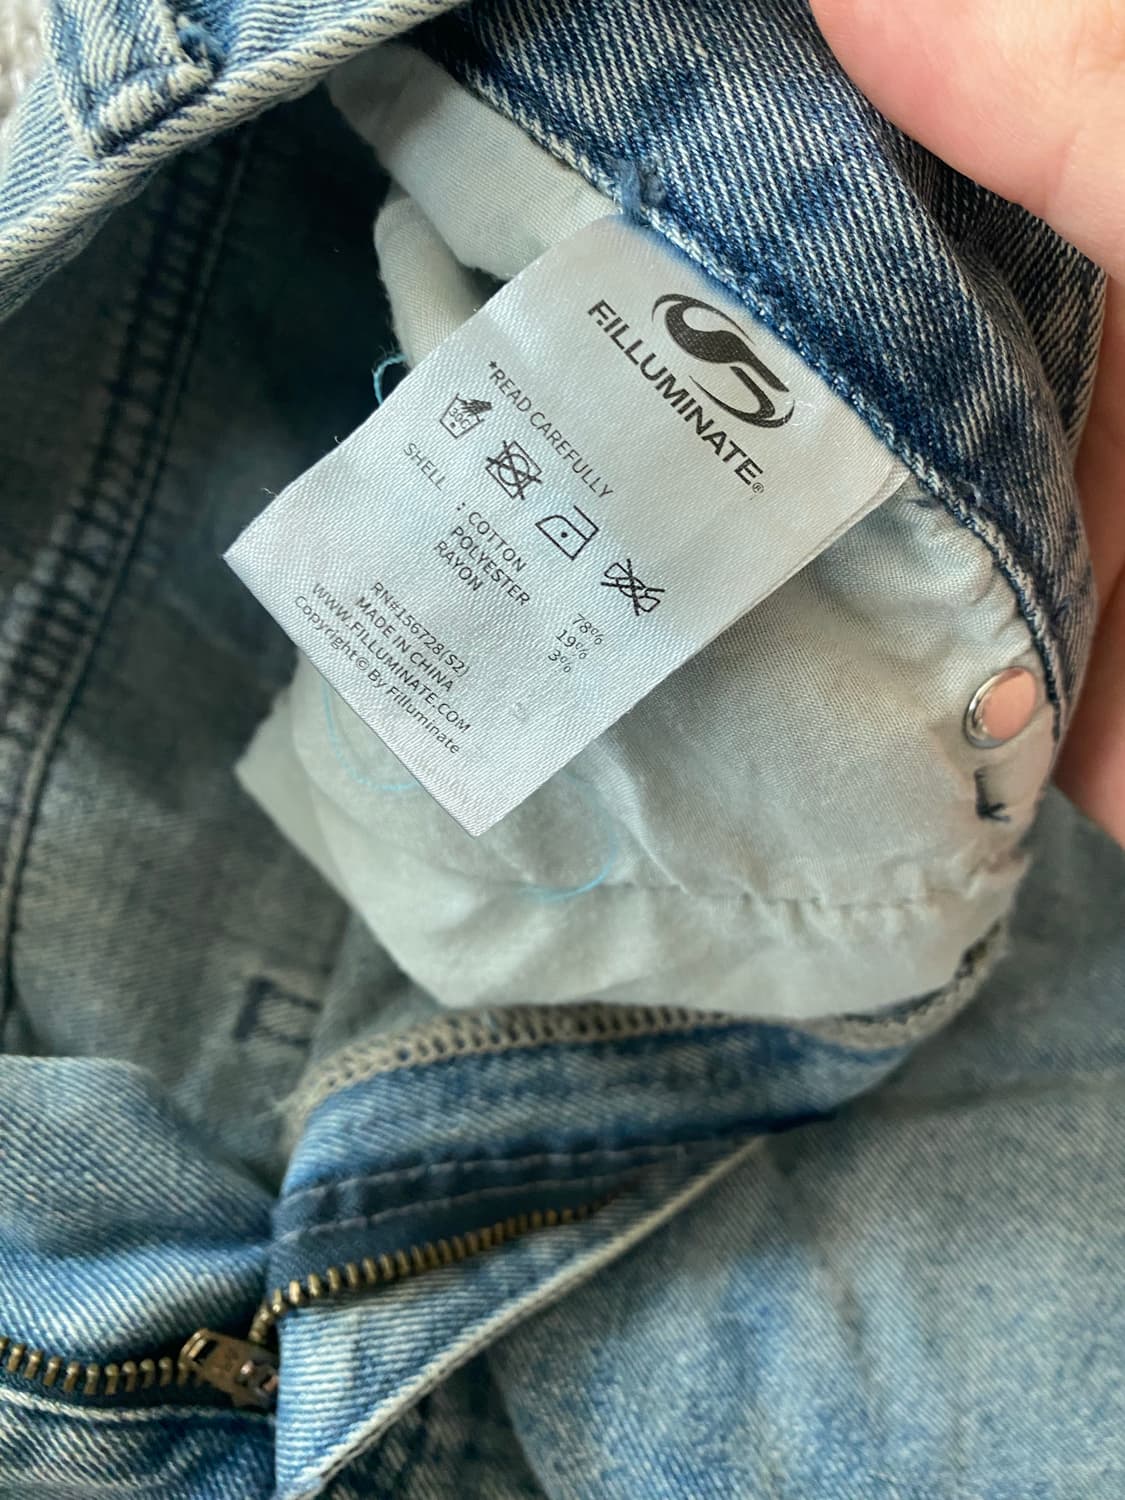 FILLUMINATE®
*READ CAREFULLY
30C
SHELL : COTTON 78%
POLYESTER 19%
RAYON 3%
RN#156728(S2)
MADE IN CHINA
WWW.FILLUMINATE.COM
Copyright © By Filluminate